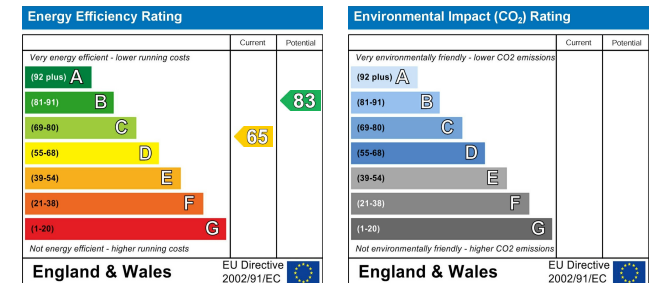 Energy Efficiency Rating
Current Potential
Very energy efficient - lower running costs
(92 plus) A
(81-91) B
83
(69-80) C
65
(55-68) D
(39-54) E
(21-38) F
(1-20) G
Not energy efficient - higher running costs
England & Wales
EU Directive
2002/91/EC
Environmental Impact (CO₂) Rating
Current Potential
Very environmentally friendly - lower CO2 emissions
(92 plus) A
(81-91) B
(69-80) C
(55-68) D
(39-54) E
(21-38) F
(1-20) G
Not environmentally friendly - higher CO2 emissions
England & Wales
EU Directive
2002/91/EC